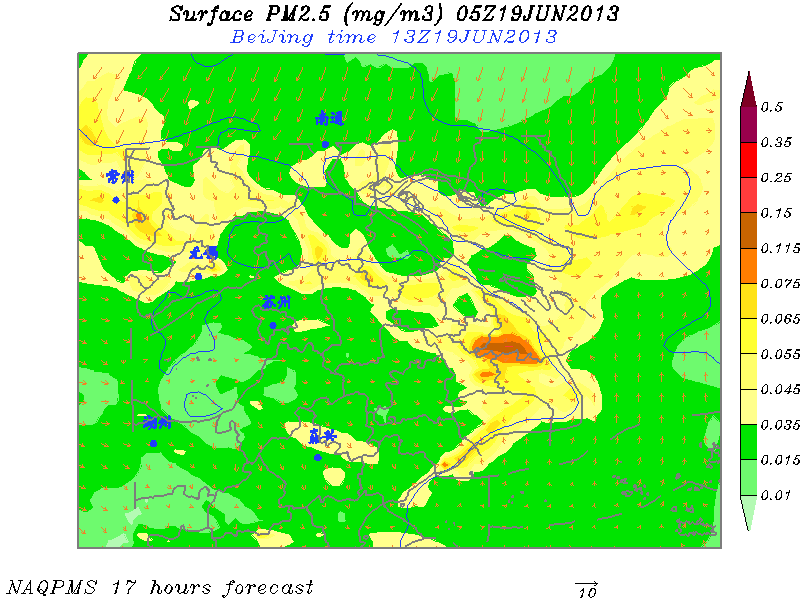 Surface PM2.5 (mg/m3) 05Z19JUN2013
BeiJing time 13Z19JUN2013
南通
常州
无锡
苏州
湖州
嘉兴
0.5
0.35
0.25
0.15
0.115
0.075
0.065
0.055
0.045
0.035
0.015
0.01
NAQPMS 17 hours forecast
10